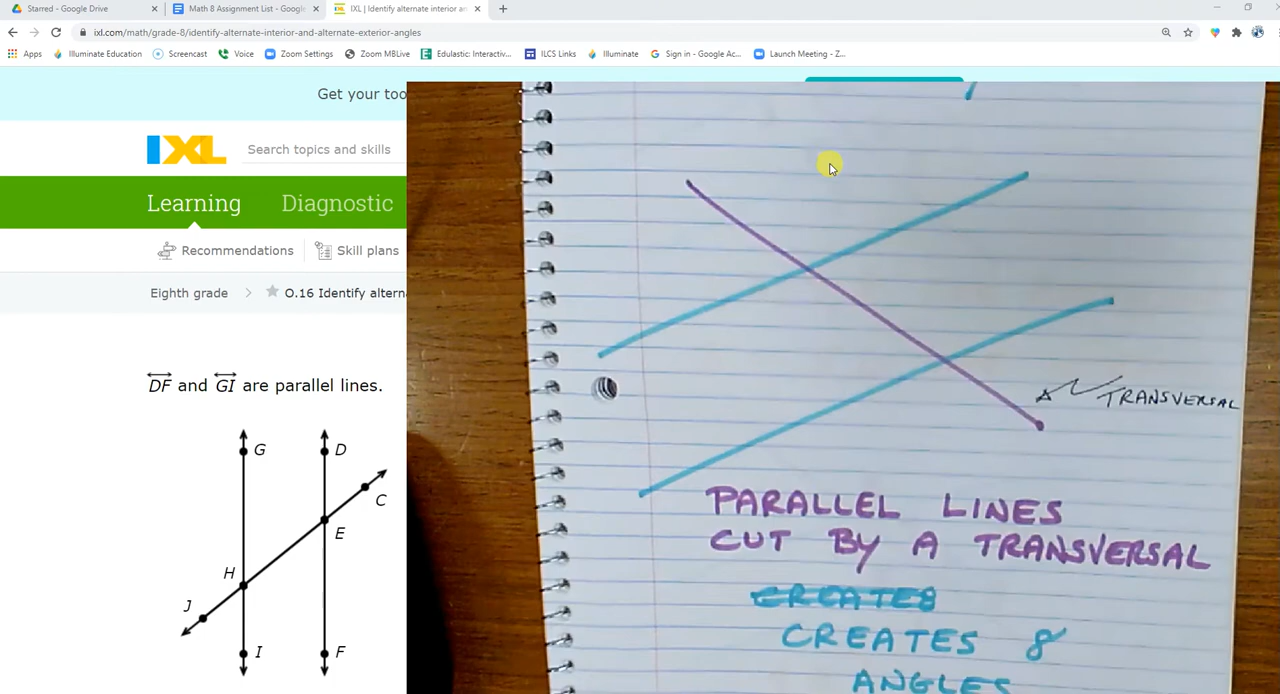 Starred - Google Drive
Math 8 Assignment List - Google
IXL | Identify alternate interior an
ixl.com/math/grade-8/identify-alternate-interior-and-alternate-exterior-angles
Apps
Illuminate Education
Screencast
Voice
Zoom Settings
Zoom MBLive
Edulastic: Interactiv...
ILCS Links
Illuminate
Sign in - Google Ac...
Launch Meeting - Z...
Get your too
IXL
Search topics and skills
Learning
Diagnostic
Recommendations
Skill plans
Eighth grade > O.16 Identify altern
DF and GI are parallel lines.
G
D
C
E
H
J
I
F
TRANSVERSAL
PARALLEL LINES
CUT BY A TRANSVERSAL
CREATES
CREATES 8
ANGLES